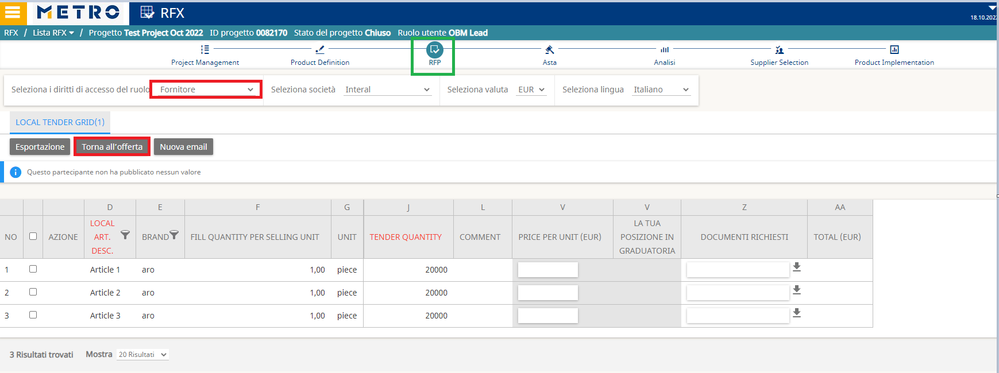 METRO RFX
18.10.202
RFX / Lista RFX / Progetto Test Project Oct 2022 ID progetto 0082170 Stato del progetto Chiuso Ruolo utente OBM Lead
Project Management Product Definition RFP Asta Analisi Supplier Selection Product Implementation
Seleziona i diritti di accesso del ruolo Fornitore Seleziona società Interal Seleziona valuta EUR Seleziona lingua Italiano
LOCAL TENDER GRID(1)
Esportazione Torna all'offerta Nuova email
Questo partecipante non ha pubblicato nessun valore
D E F G J L V V Z AA
NO AZIONE LOCAL ART. DESC. BRAND FILL QUANTITY PER SELLING UNIT UNIT TENDER QUANTITY COMMENT PRICE PER UNIT (EUR) LA TUA POSIZIONE IN GRADUATORIA DOCUMENTI RICHIESTI TOTAL (EUR)
1 Article 1 aro 1,00 piece 20000
2 Article 2 aro 1,00 piece 20000
3 Article 3 aro 1,00 piece 20000
3 Risultati trovati Mostra 20 Risultati